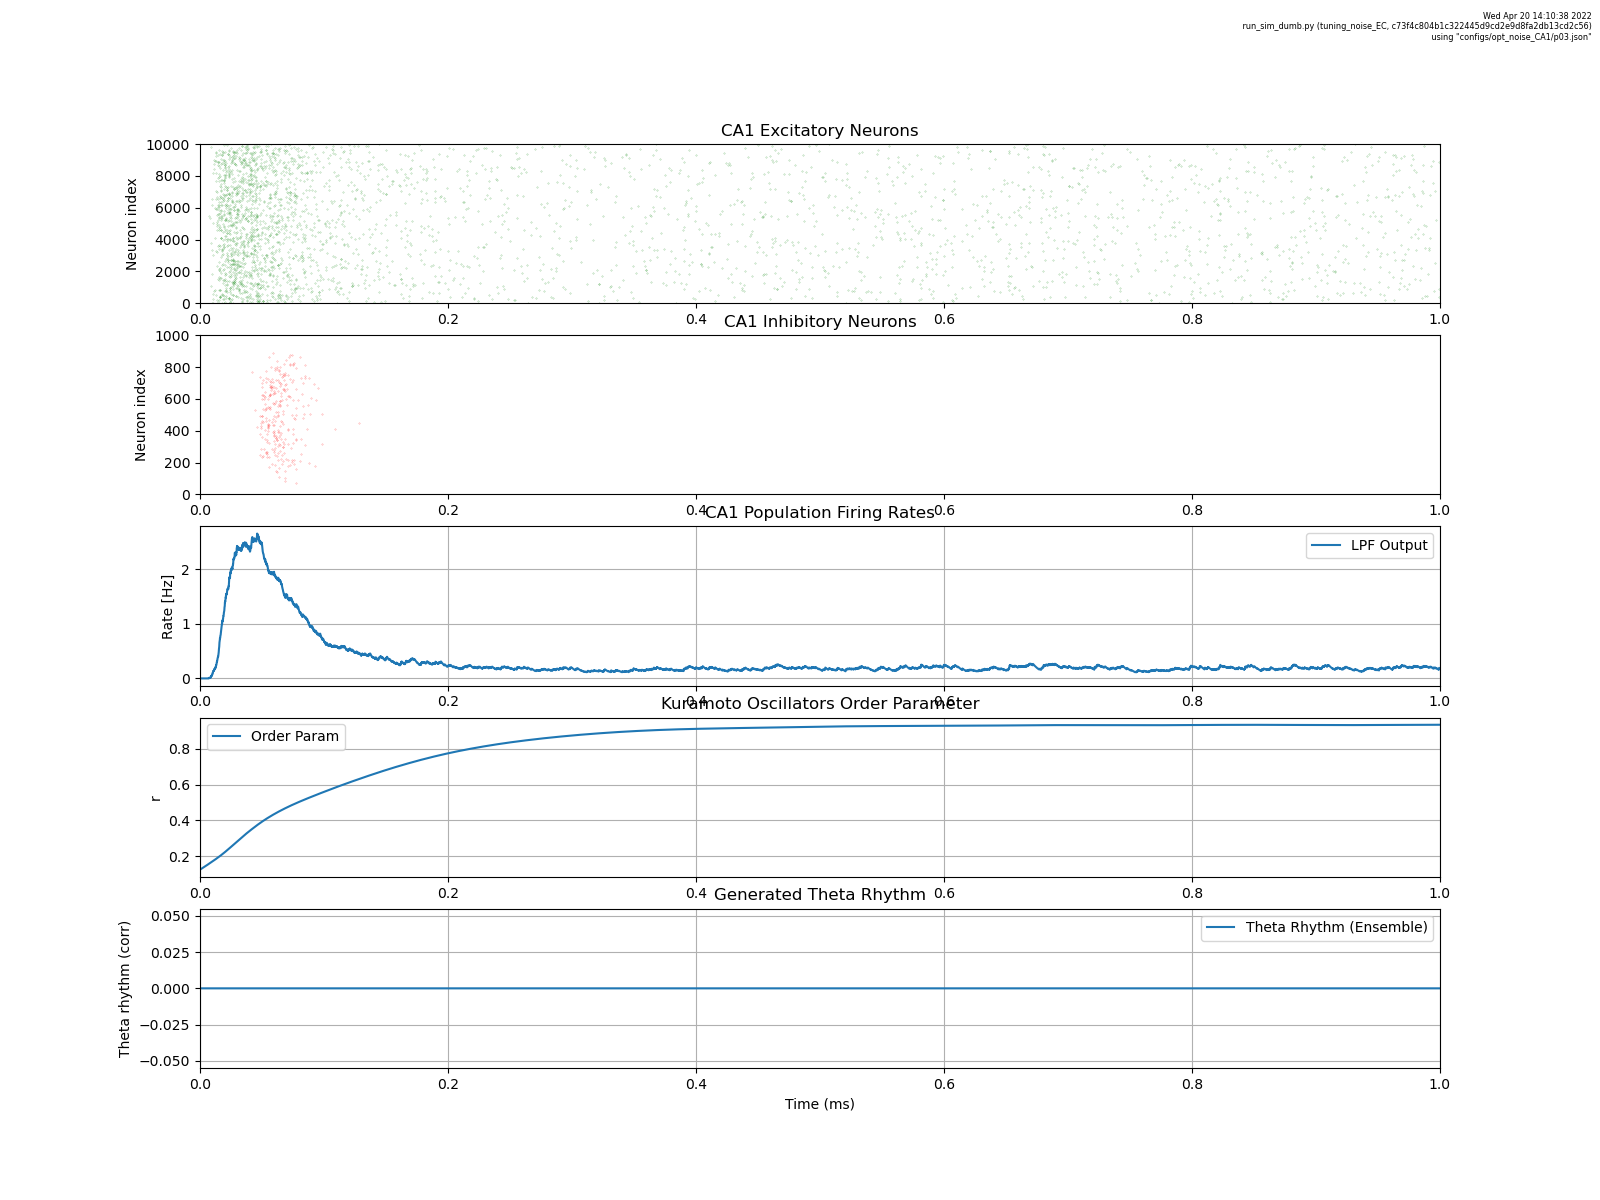 Wed Apr 20 14:10:38 2022
run_sim_dumb.py (tuning_noise_EC, c73f4c804b1c322445d9cd2e9d8fa2db13cd2c56)
using "configs/opt_noise_CA1/p03.json"
CA1 Excitatory Neurons
Neuron index
10000
8000
6000
4000
2000
0
0.0 0.2 0.4 0.6 0.8 1.0
CA1 Inhibitory Neurons
Neuron index
1000
800
600
400
200
0
0.0 0.2 0.4 0.6 0.8 1.0
CA1 Population Firing Rates
Rate [Hz]
2
1
0
LPF Output
0.0 0.2 0.4 0.6 0.8 1.0
Kuramoto Oscillators Order Parameter
r
0.8
0.6
0.4
0.2
Order Param
0.0 0.2 0.4 0.6 0.8 1.0
Generated Theta Rhythm
Theta rhythm (corr)
0.050
0.025
0.000
−0.025
−0.050
Theta Rhythm (Ensemble)
0.0 0.2 0.4 0.6 0.8 1.0
Time (ms)